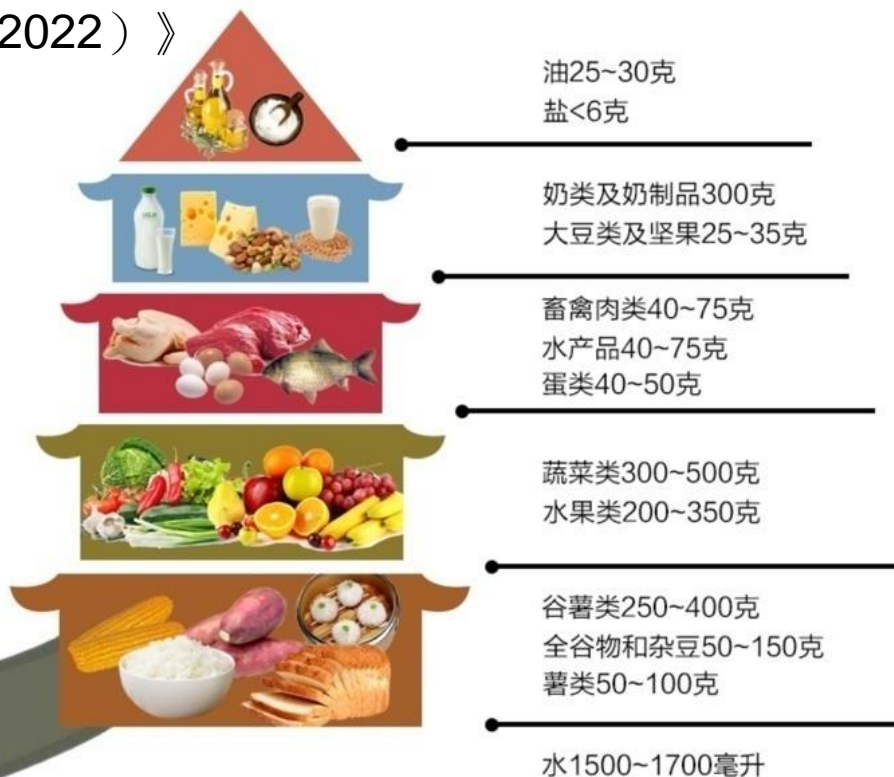 2022）》
油25~30克
盐<6克
奶类及奶制品300克
大豆类及坚果25~35克
畜禽肉类40~75克
水产品40~75克
蛋类40~50克
蔬菜类300~500克
水果类200~350克
谷薯类250~400克
全谷物和杂豆50~150克
薯类50~100克
水1500~1700毫升